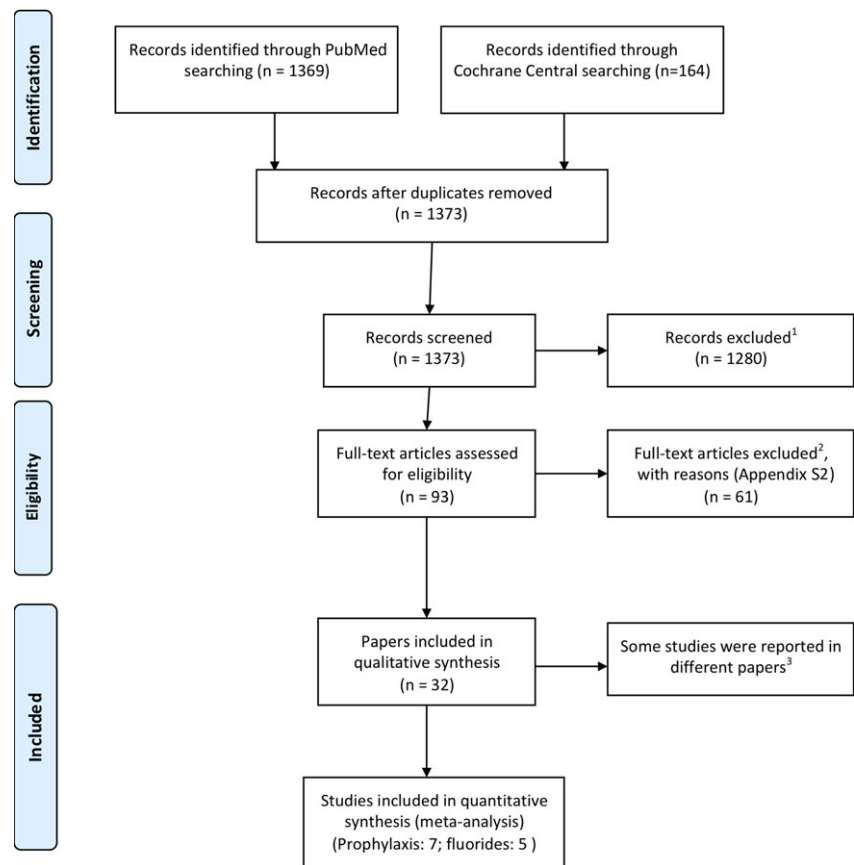 Identification
Records identified through PubMed
searching (n = 1369)
Records identified through
Cochrane Central searching (n=164)
Records after duplicates removed
(n = 1373)
Screening
Records screened
(n = 1373)
Records excluded¹
(n = 1280)
Eligibility
Full-text articles assessed
for eligibility
(n = 93)
Full-text articles excluded²,
with reasons (Appendix S2)
(n = 61)
Included
Papers included in
qualitative synthesis
(n = 32)
Some studies were reported in
different papers³
Studies included in quantitative
synthesis (meta-analysis)
(Prophylaxis: 7; fluorides: 5 )